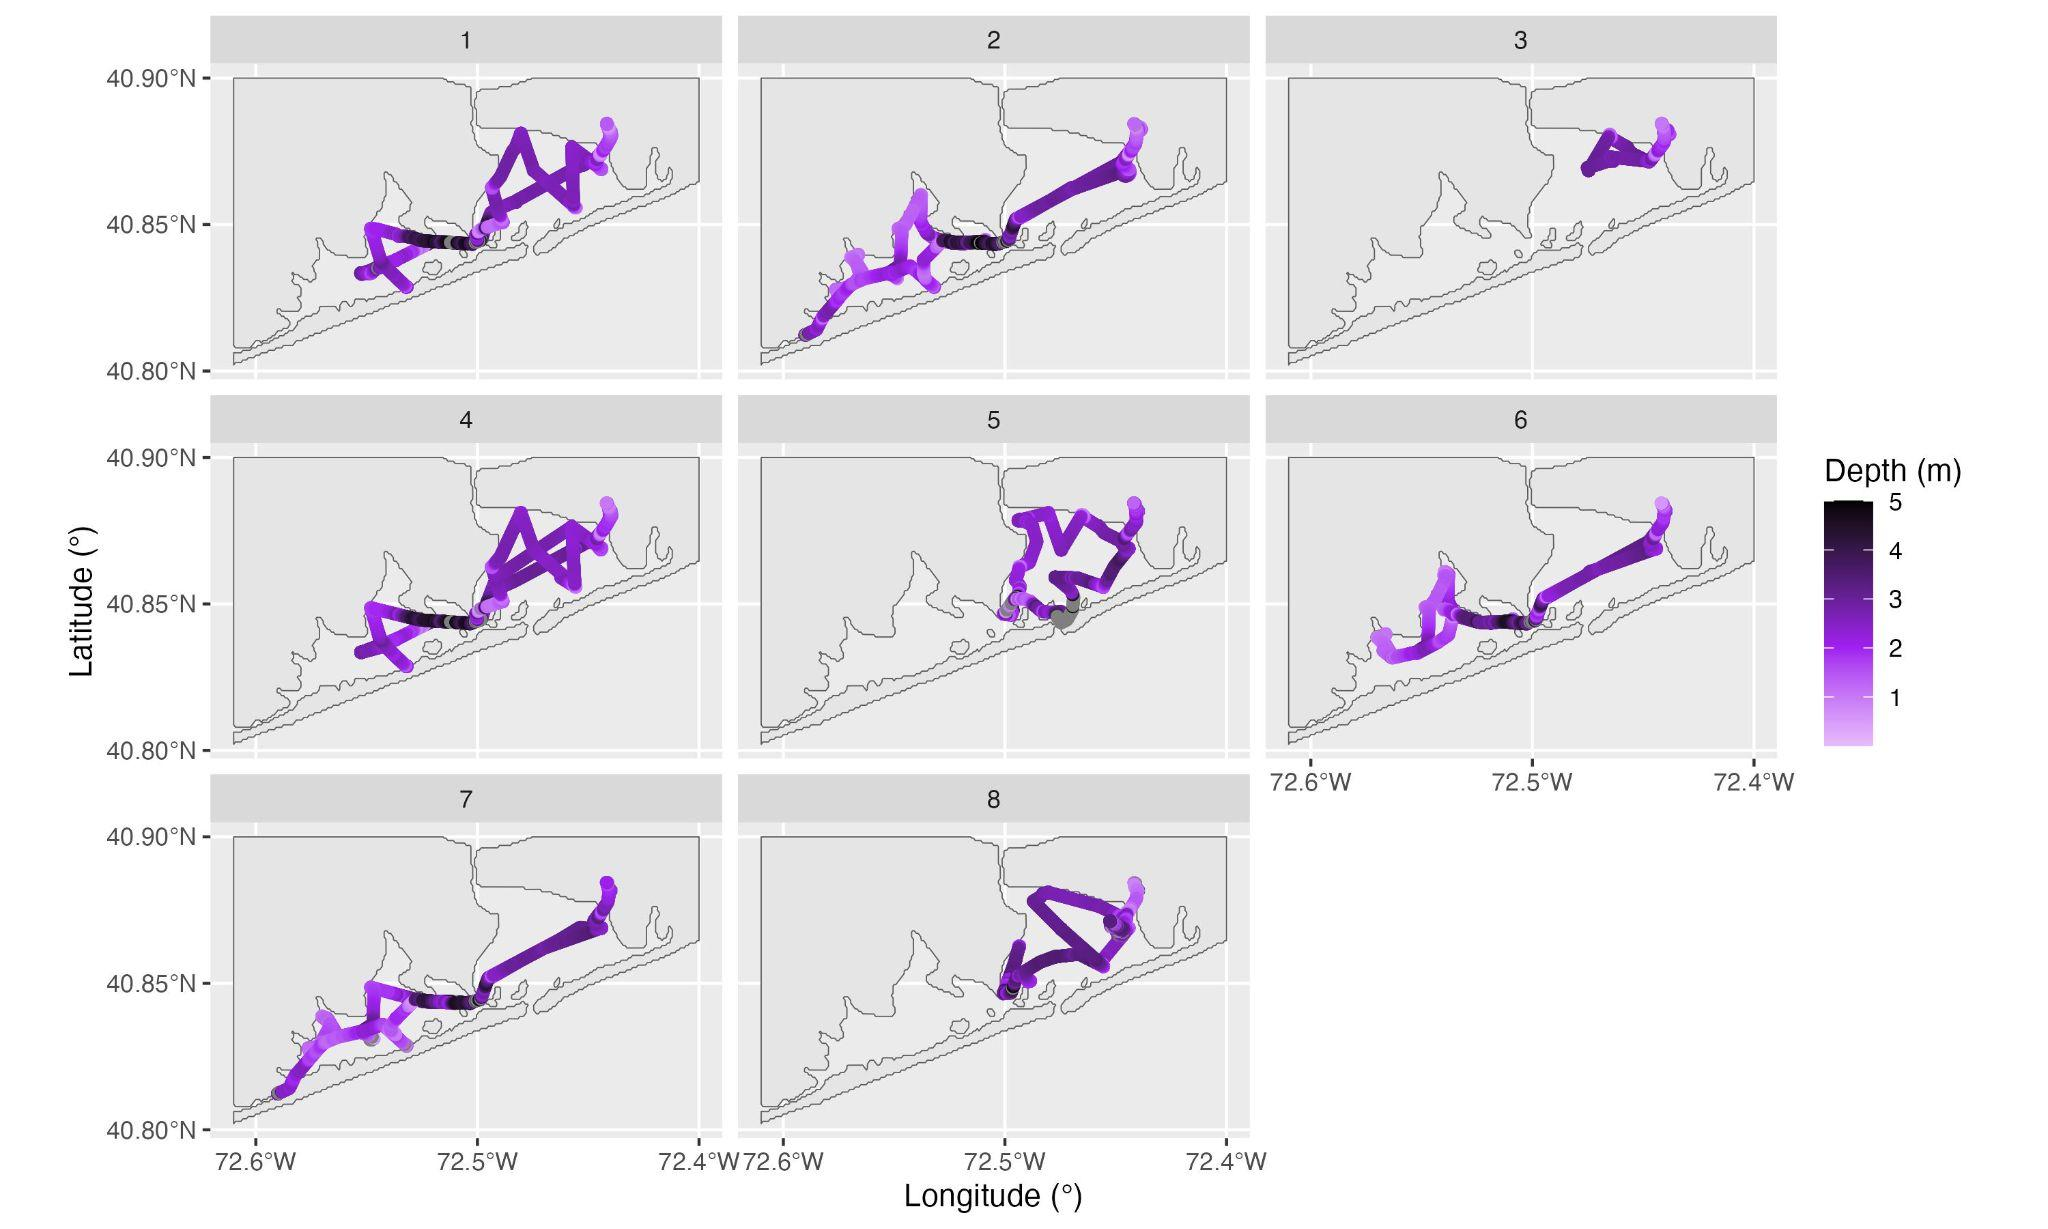 1 2 3
40.90°N
40.85°N
40.80°N
4 5 6
40.90°N
40.85°N
40.80°N
72.6°W 72.5°W 72.4°W
7 8
40.90°N
40.85°N
40.80°N
72.6°W 72.5°W 72.4°W 72.6°W 72.5°W 72.4°W
Longitude (°)
Latitude (°)
Depth (m)
5
4
3
2
1